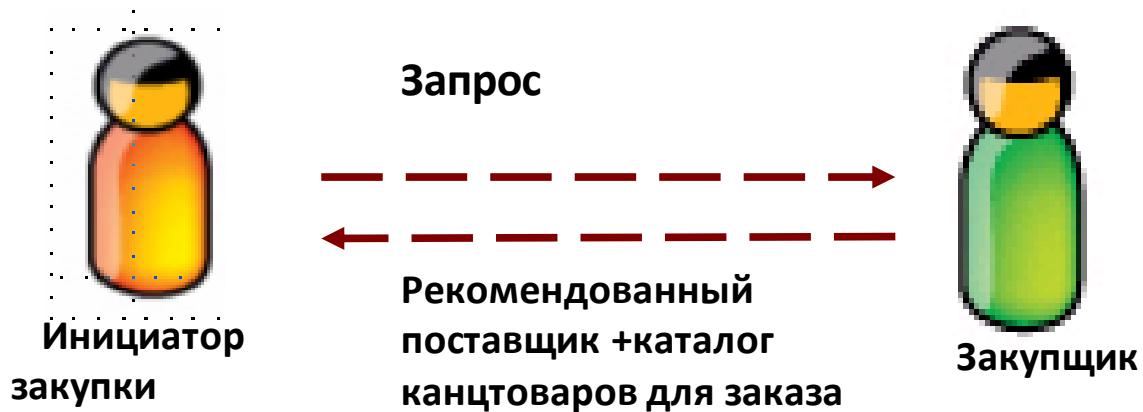 Запрос
Рекомендованный
поставщик +каталог
канцтоваров для заказа
Инициатор
закупки
Закупщик